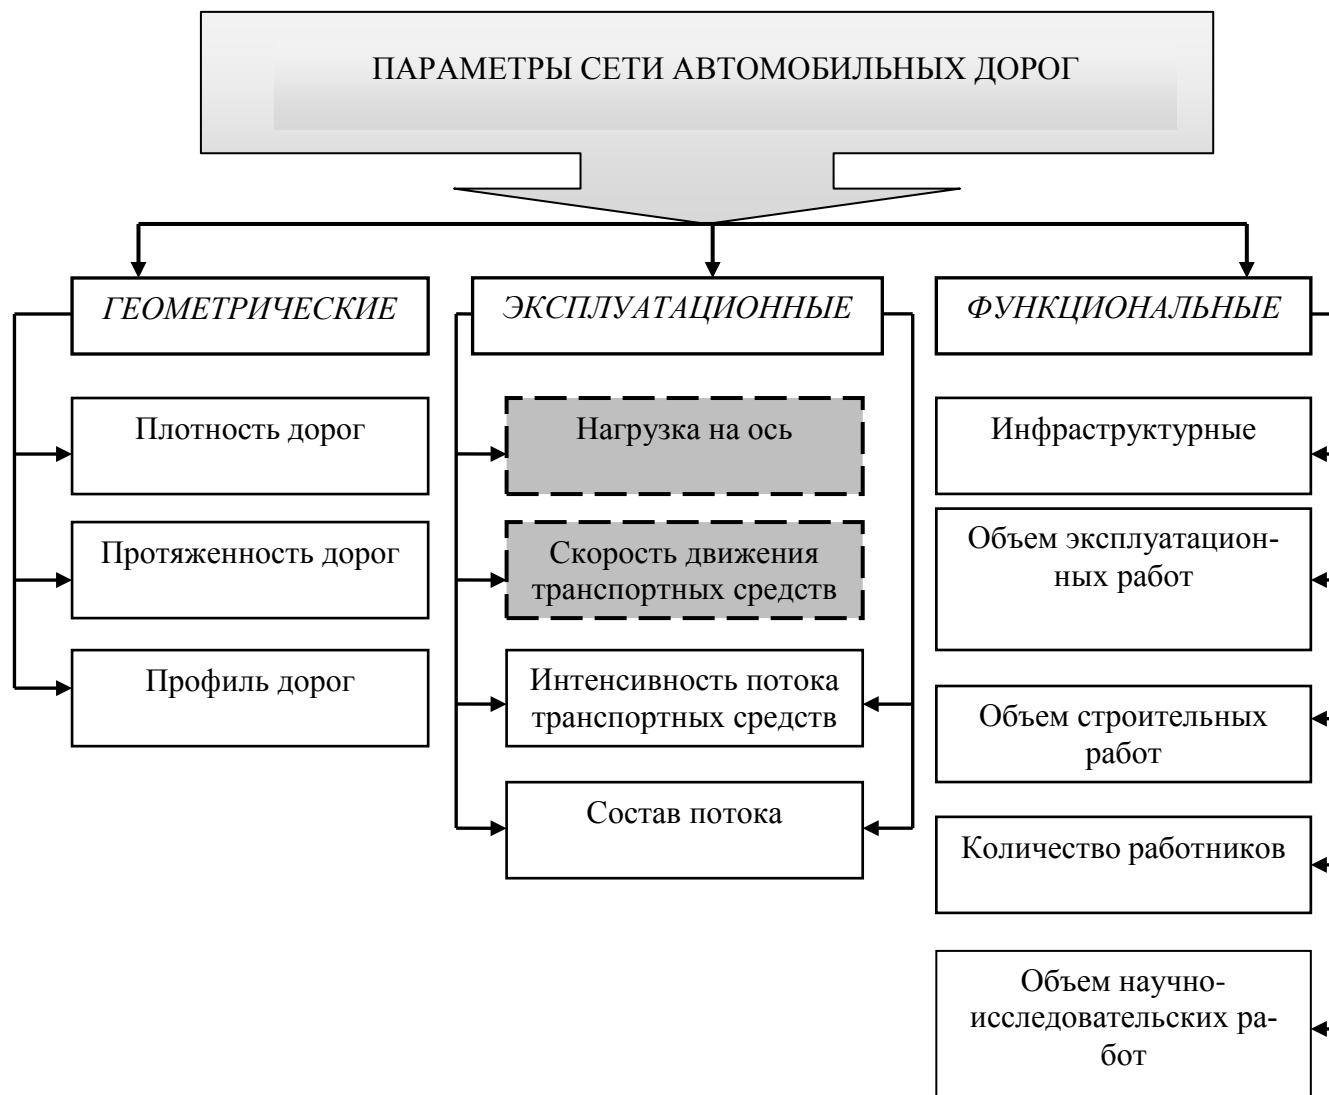 ПАРАМЕТРЫ СЕТИ АВТОМОБИЛЬНЫХ ДОРОГ
ГЕОМЕТРИЧЕСКИЕ
Плотность дорог
Протяженность дорог
Профиль дорог
ЭКСПЛУАТАЦИОННЫЕ
Нагрузка на ось
Скорость движения
транспортных средств
Интенсивность потока
транспортных средств
Состав потока
ФУНКЦИОНАЛЬНЫЕ
Инфраструктурные
Объем эксплуатацион-
ных работ
Объем строительных
работ
Количество работников
Объем научно-
исследовательских ра-
бот